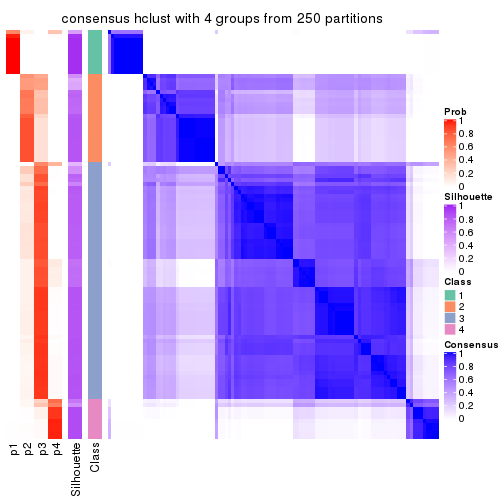 consensus hclust with 4 groups from 250 partitions
Prob
1
0.8
0.6
0.4
0.2
0
Silhouette
1
0.8
0.6
0.4
0.2
0
Class
1
2
3
4
Consensus
1
0.8
0.6
0.4
0.2
0
p1
p2
p3
p4
Silhouette
Class